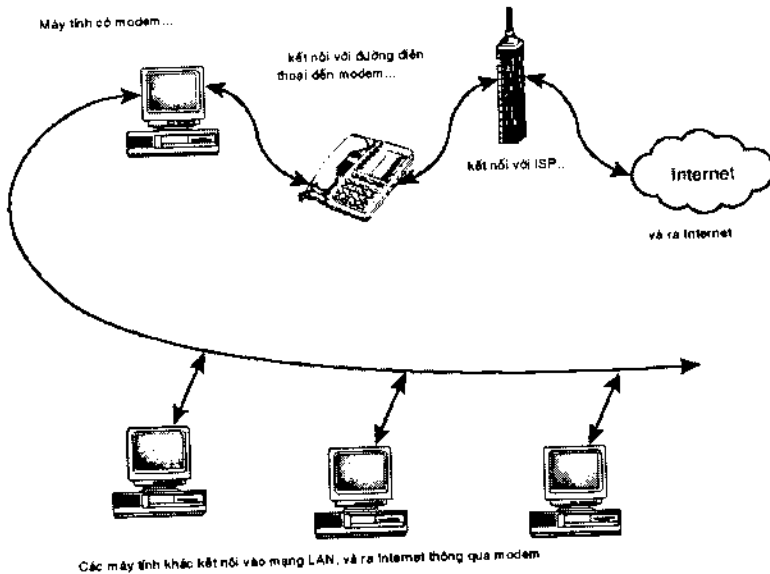 Máy tính có modem...
kết nối với đường điện
thoại đến modem...
kết nối với ISP..
Internet
và ra Internet
Các máy tính khác kết nối vào mạng LAN, và ra Internet thông qua modem